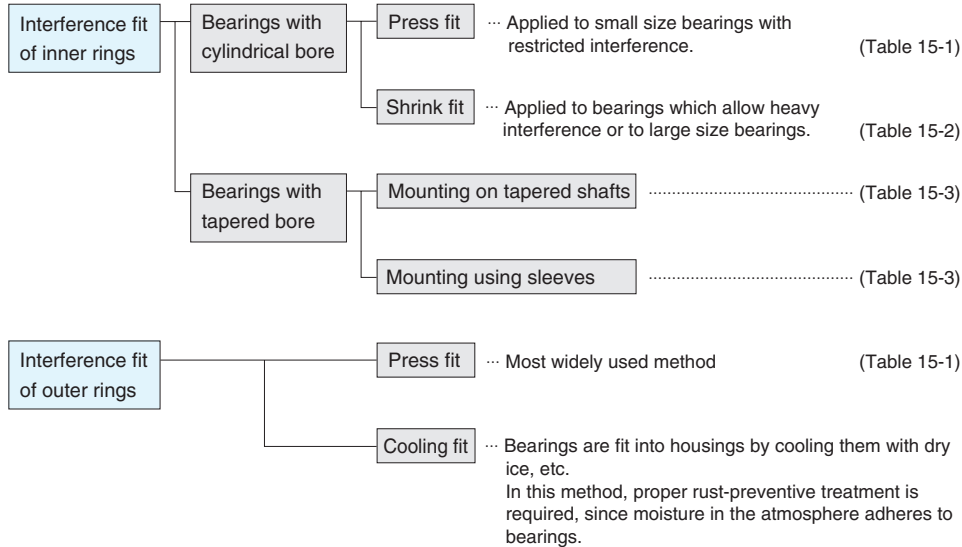 Interference fit
of inner rings
Bearings with
cylindrical bore
Press fit
··· Applied to small size bearings with
restricted interference.
(Table 15-1)
Shrink fit
··· Applied to bearings which allow heavy
interference or to large size bearings.
(Table 15-2)
Bearings with
tapered bore
Mounting on tapered shafts
(Table 15-3)
Mounting using sleeves
(Table 15-3)
Interference fit
of outer rings
Press fit
··· Most widely used method
(Table 15-1)
Cooling fit
··· Bearings are fit into housings by cooling them with dry
ice, etc.
In this method, proper rust-preventive treatment is
required, since moisture in the atmosphere adheres to
bearings.